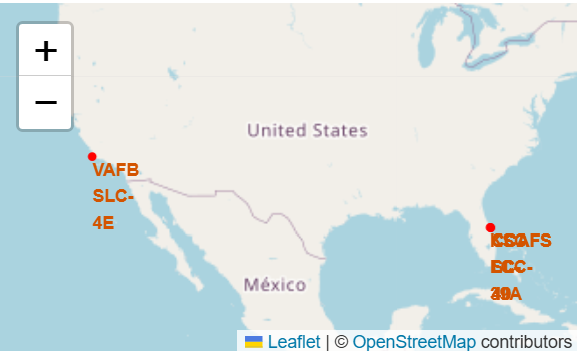 +
−
United States
VAFB
SLC-
4E
México
Leaflet | © OpenStreetMap contributors